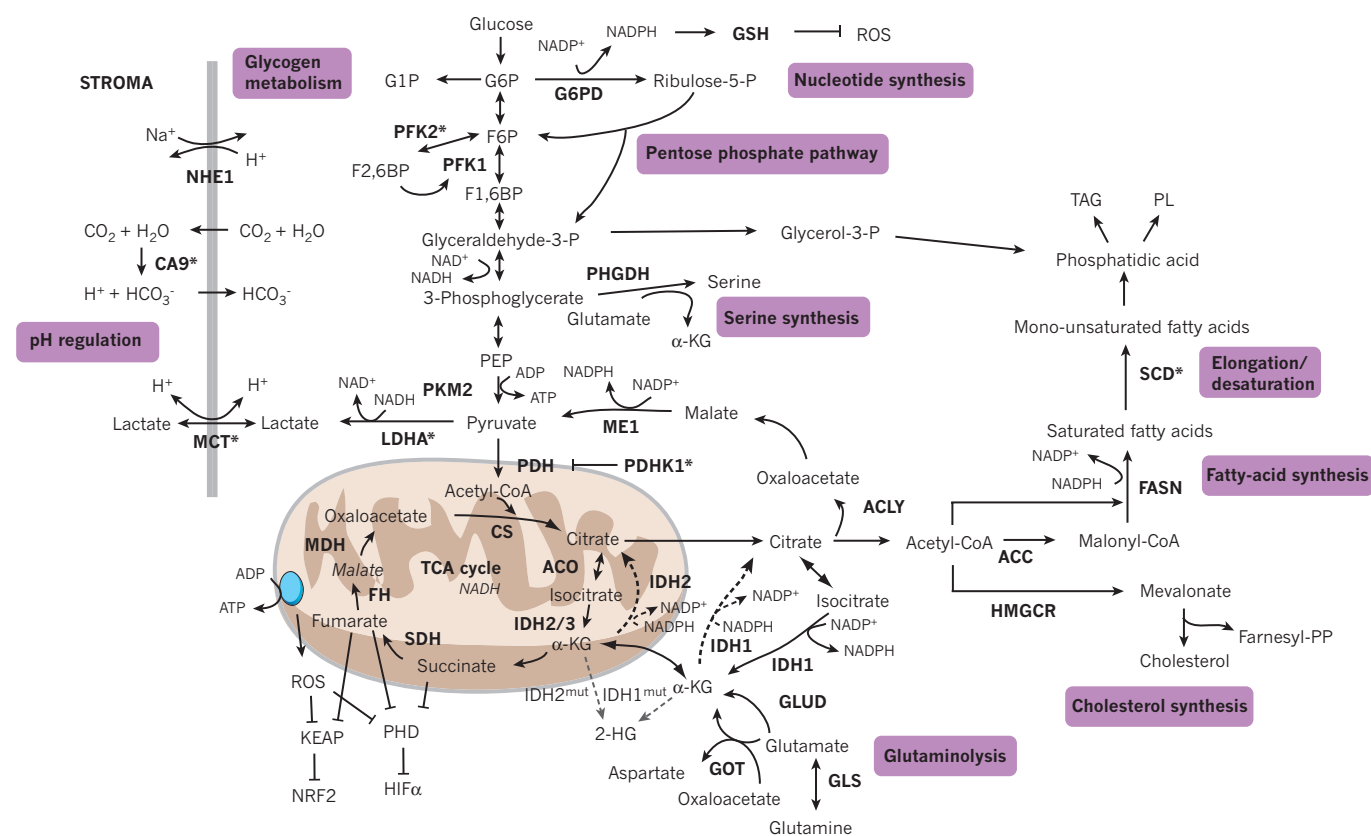 Glucose
NADP⁺
NADPH
GSH
ROS
Glycogen
metabolism
STROMA
G1P
G6P
G6PD
Ribulose-5-P
Nucleotide synthesis
Na⁺
H⁺
NHE1
PFK2*
F6P
F2,6BP
PFK1
F1,6BP
Pentose phosphate pathway
CO₂ + H₂O
CO₂ + H₂O
CA9*
H⁺ + HCO₃⁻
HCO₃⁻
pH regulation
Glyceraldehyde-3-P
Glycerol-3-P
NAD⁺
NADH
3-Phosphoglycerate
PHGDH
Serine
Glutamate
α-KG
Serine synthesis
TAG
PL
Phosphatidic acid
Mono-unsaturated fatty acids
SCD*
Elongation/
desaturation
Saturated fatty acids
PEP
ADP
ATP
PKM2
H⁺
H⁺
Lactate
MCT*
Lactate
NAD⁺
NADH
LDHA*
Pyruvate
NADPH
NADP⁺
ME1
Malate
PDH
PDHK1*
Acetyl-CoA
Oxaloacetate
CS
Citrate
MDH
Malate
TCA cycle
NADH
ACO
Isocitrate
FH
Fumarate
IDH2/3
α-KG
SDH
Succinate
IDH2
NADP⁺
NADPH
ADP
ATP
Oxaloacetate
ACLY
Citrate
Acetyl-CoA
ACC
Malonyl-CoA
NADP⁺
NADPH
FASN
Fatty-acid synthesis
HMGCR
Mevalonate
Farnesyl-PP
Cholesterol
Cholesterol synthesis
NADP⁺
NADPH
IDH1
Isocitrate
NADP⁺
NADPH
IDH1
ROS
KEAP
NRF2
PHD
HIFα
IDH2ᵐᵘᵗ
IDH1ᵐᵘᵗ
α-KG
2-HG
GLUD
Glutamate
Glutaminolysis
Aspartate
GOT
Oxaloacetate
GLS
Glutamine